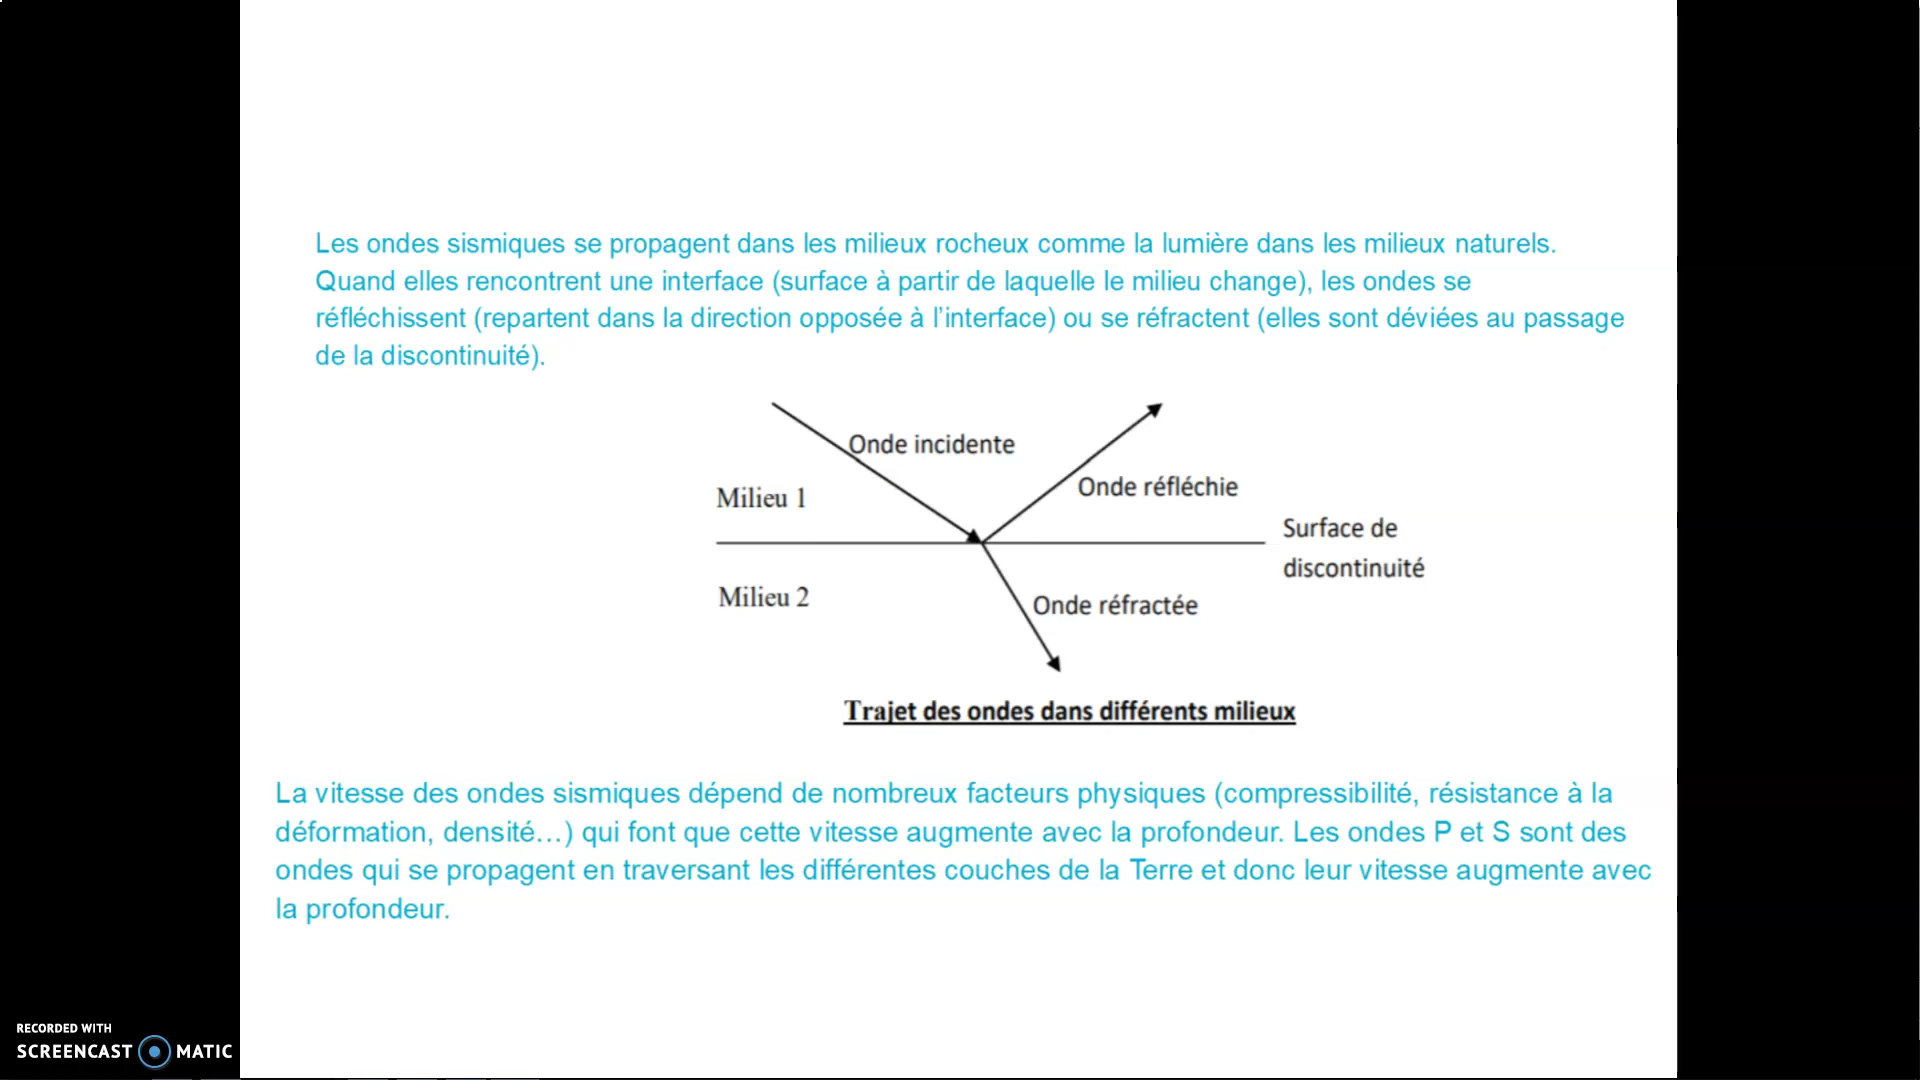 Les ondes sismiques se propagent dans les milieux rocheux comme la lumière dans les milieux naturels.
Quand elles rencontrent une interface (surface à partir de laquelle le milieu change), les ondes se
réfléchissent (repartent dans la direction opposée à l'interface) ou se réfractent (elles sont déviées au passage
de la discontinuité).
Onde incidente
Onde réfléchie
Milieu 1
Surface de
discontinuité
Milieu 2
Onde réfractée
Trajet des ondes dans différents milieux
La vitesse des ondes sismiques dépend de nombreux facteurs physiques (compressibilité, résistance à la
déformation, densité…) qui font que cette vitesse augmente avec la profondeur. Les ondes P et S sont des
ondes qui se propagent en traversant les différentes couches de la Terre et donc leur vitesse augmente avec
la profondeur.
RECORDED WITH
SCREENCAST MATIC